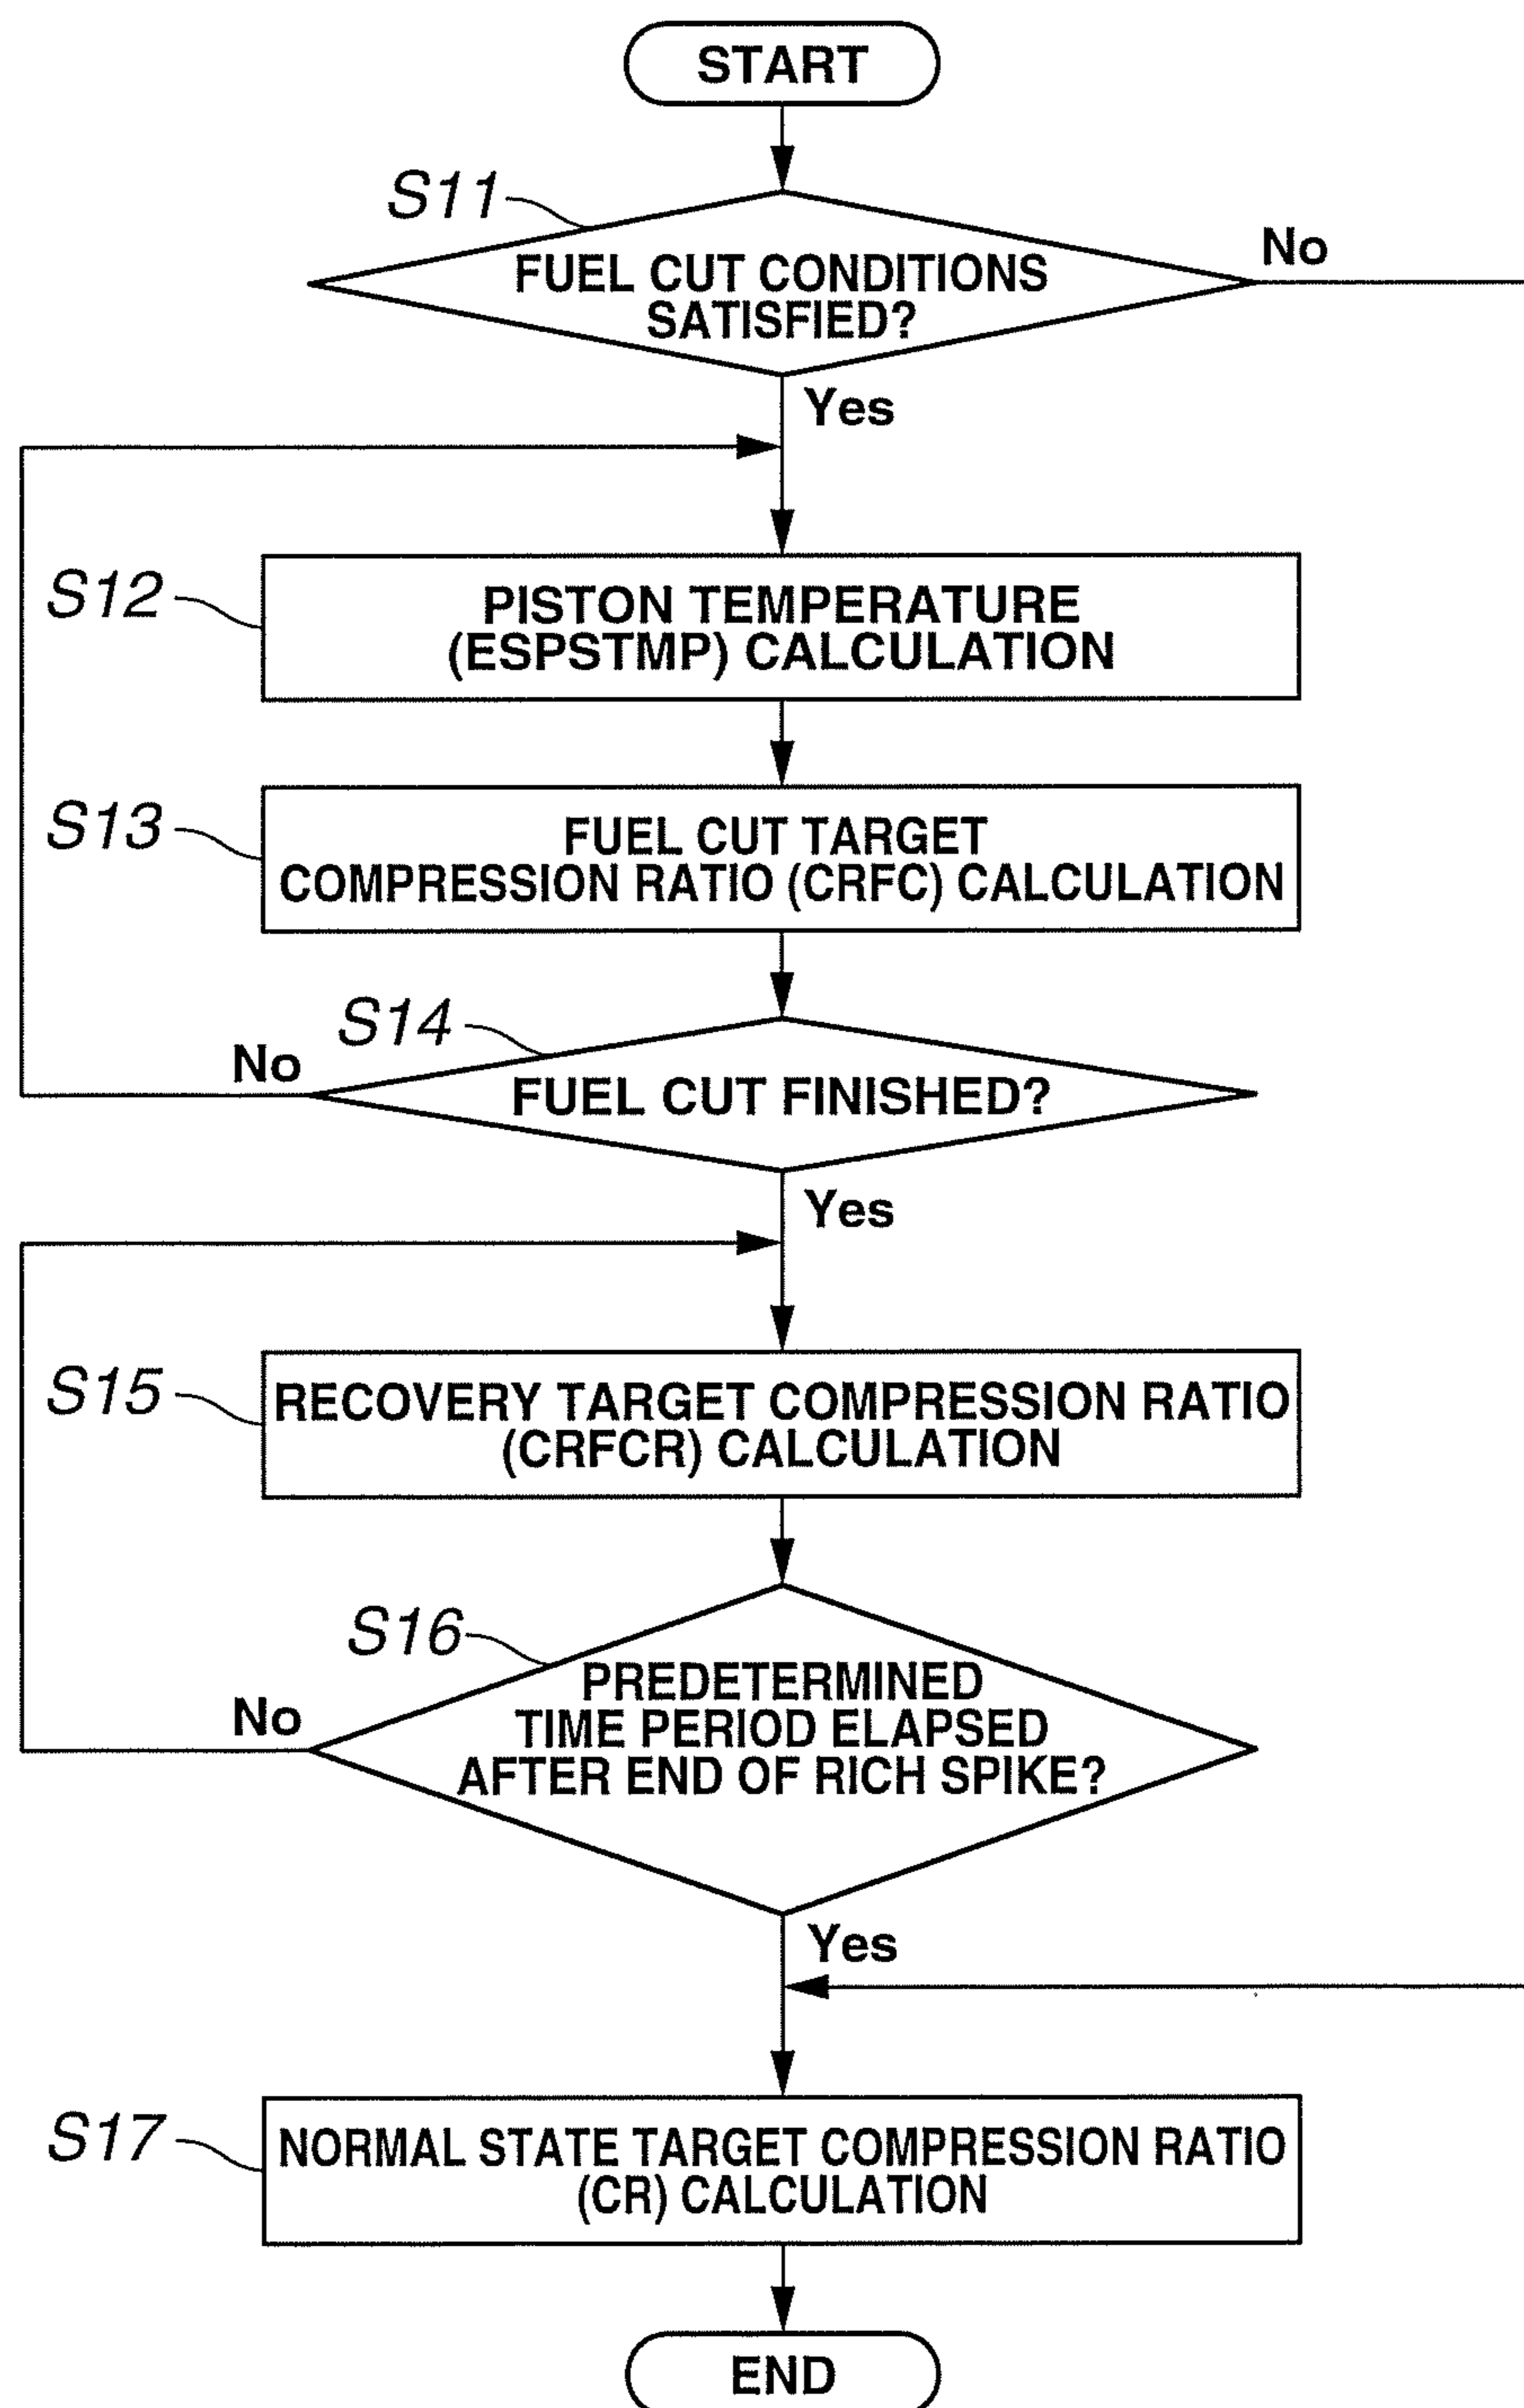 START
S11
No
FUEL CUT CONDITIONS
SATISFIED?
Yes
S12
PISTON TEMPERATURE
(ESPSTMP) CALCULATION
S13
FUEL CUT TARGET
COMPRESSION RATIO (CRFC) CALCULATION
S14
No
FUEL CUT FINISHED?
Yes
S15
RECOVERY TARGET COMPRESSION RATIO
(CRFCR) CALCULATION
S16
No
PREDETERMINED
TIME PERIOD ELAPSED
AFTER END OF RICH SPIKE?
Yes
S17
NORMAL STATE TARGET COMPRESSION RATIO
(CR) CALCULATION
END